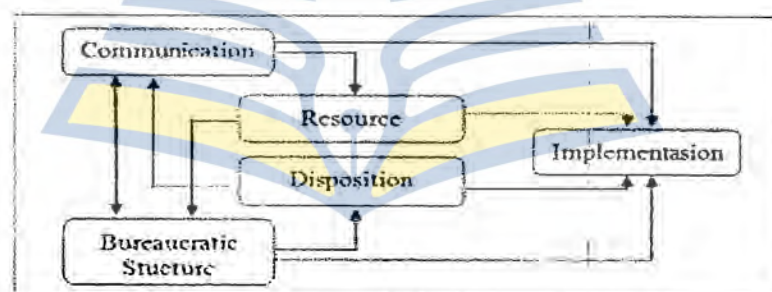 Communication
Resource
Implementasion
Disposition
Bureaucratic
Stucture